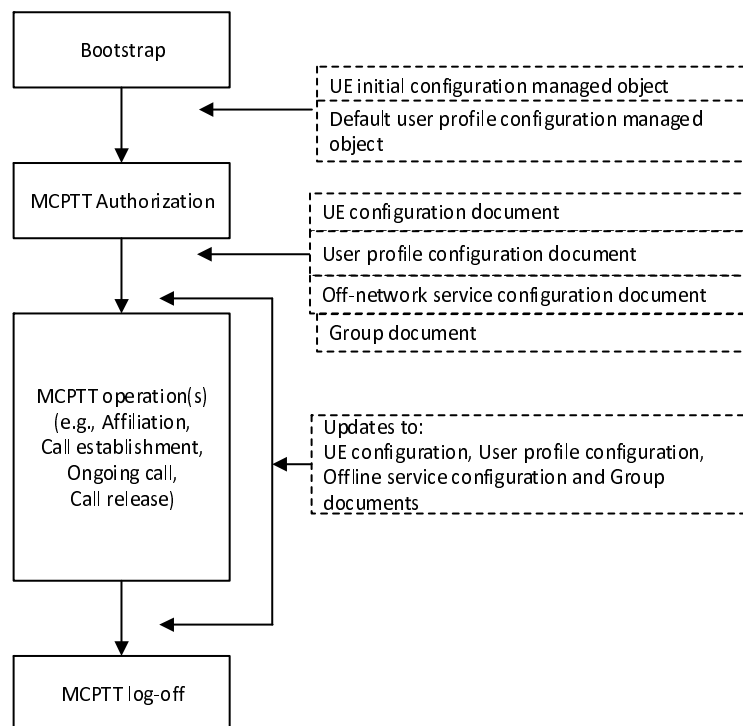 Bootstrap
UE initial configuration managed object
Default user profile configuration managed
object
MCPTT Authorization
UE configuration document
User profile configuration document
Off-network service configuration document
Group document
MCPTT operation(s)
(e.g., Affiliation,
Call establishment,
Ongoing call,
Call release)
Updates to:
UE configuration, User profile configuration,
Offline service configuration and Group
documents
MCPTT log-off